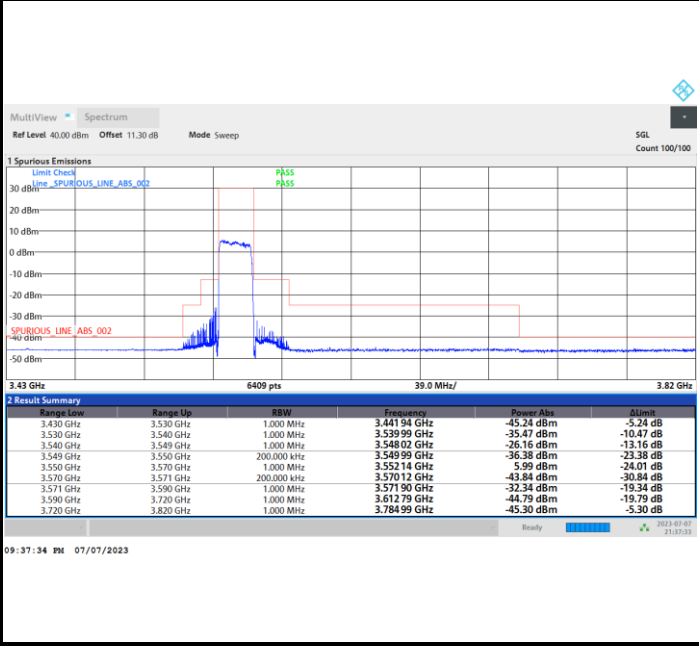 MultiView Spectrum
Ref Level 40.00 dBm Offset 11.30 dB Mode Sweep SGL
Count 100/100
1 Spurious Emissions
Limit Check PASS
Line _SPURIOUS_LINE_ABS_002 PASS
30 dBm
20 dBm
10 dBm
0 dBm
-10 dBm
-20 dBm
-30 dBm
_SPURIOUS_LINE_ABS_002
-40 dBm
-50 dBm
3.43 GHz 6409 pts 39.0 MHz/ 3.82 GHz
2 Result Summary
Range Low Range Up RBW Frequency Power Abs ΔLimit
3.430 GHz 3.530 GHz 1.000 MHz 3.441 94 GHz -45.24 dBm -5.24 dB
3.530 GHz 3.540 GHz 1.000 MHz 3.539 99 GHz -35.47 dBm -10.47 dB
3.540 GHz 3.549 GHz 1.000 MHz 3.548 02 GHz -26.16 dBm -13.16 dB
3.549 GHz 3.550 GHz 200.000 kHz 3.549 99 GHz -36.38 dBm -23.38 dB
3.550 GHz 3.570 GHz 1.000 MHz 3.552 14 GHz 5.99 dBm -24.01 dB
3.570 GHz 3.571 GHz 200.000 kHz 3.570 12 GHz -43.84 dBm -30.84 dB
3.571 GHz 3.590 GHz 1.000 MHz 3.571 90 GHz -32.34 dBm -19.34 dB
3.590 GHz 3.720 GHz 1.000 MHz 3.612 79 GHz -44.79 dBm -19.79 dB
3.720 GHz 3.820 GHz 1.000 MHz 3.784 99 GHz -45.30 dBm -5.30 dB
Ready 2023-07-07
21:37:33
09:37:34 PM 07/07/2023